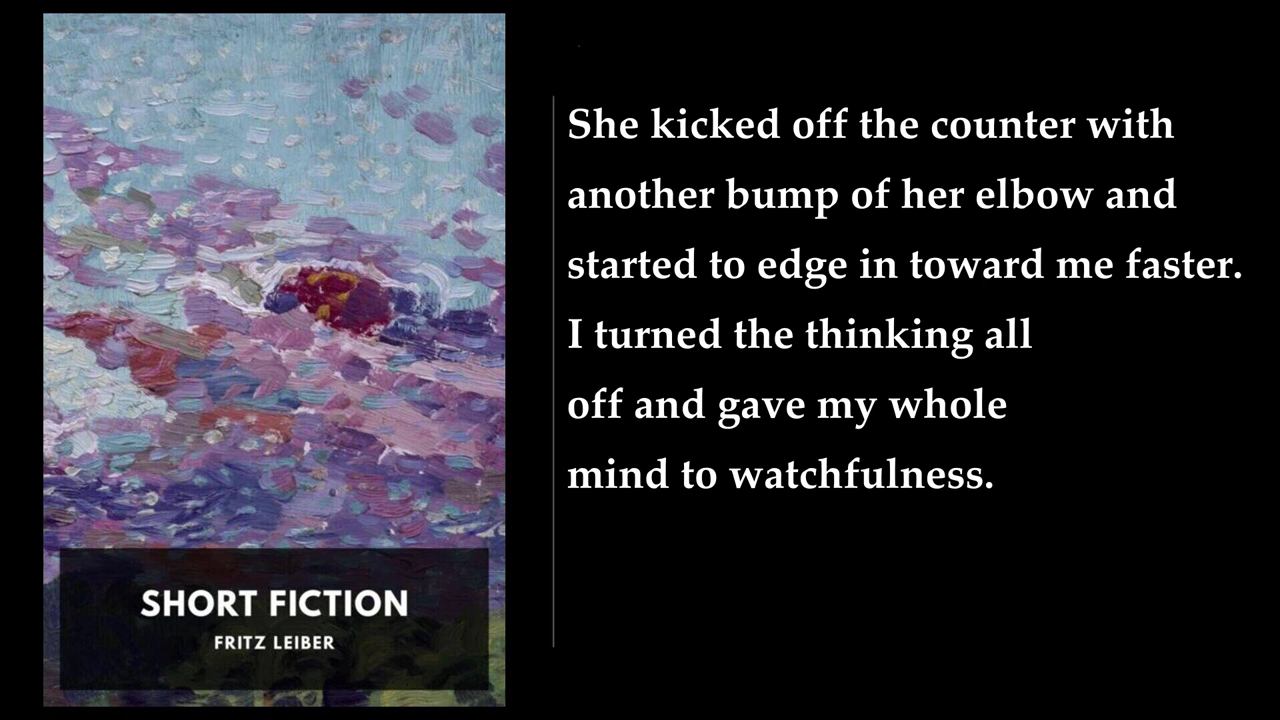 SHORT FICTION
FRITZ LEIBER
She kicked off the counter with
another bump of her elbow and
started to edge in toward me faster.
I turned the thinking all
off and gave my whole
mind to watchfulness.